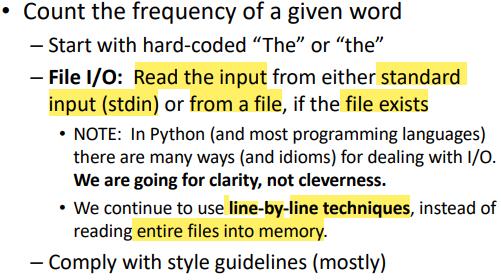 • Count the frequency of a given word
– Start with hard-coded “The” or “the”
– File I/O: Read the input from either standard
input (stdin) or from a file, if the file exists
• NOTE: In Python (and most programming languages)
there are many ways (and idioms) for dealing with I/O.
We are going for clarity, not cleverness.
• We continue to use line-by-line techniques, instead of
reading entire files into memory.
– Comply with style guidelines (mostly)